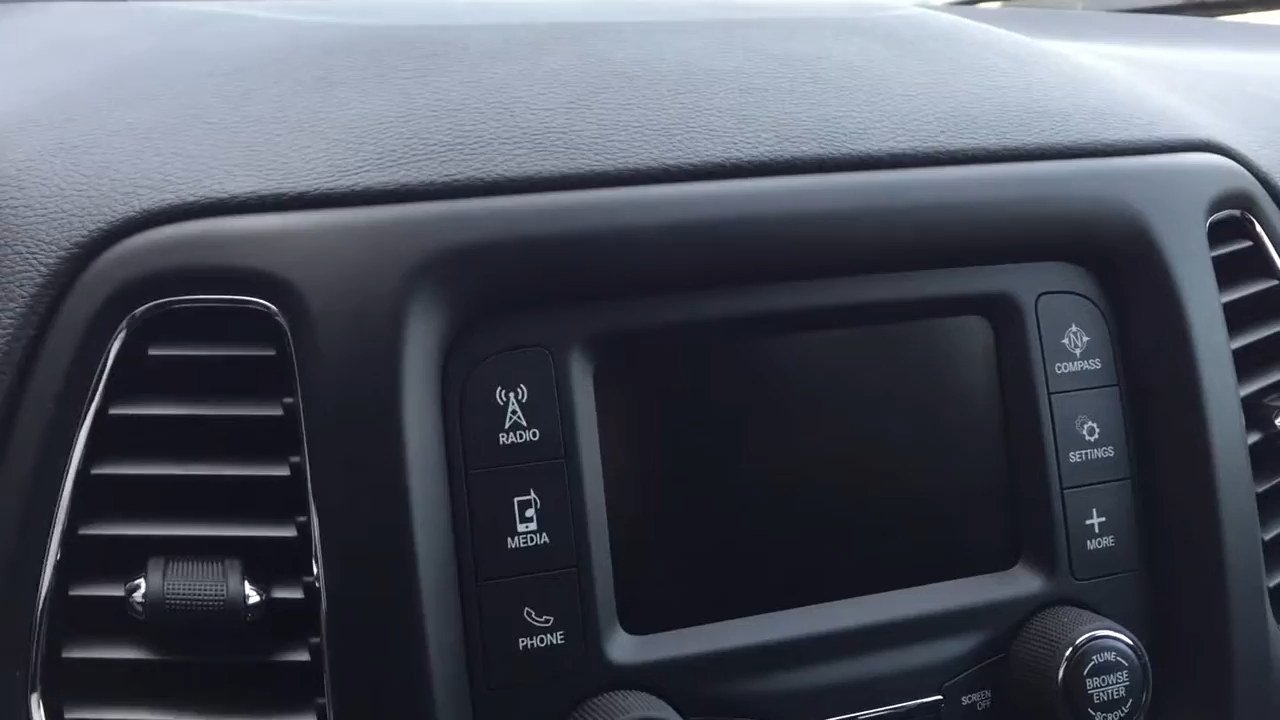 RADIO
MEDIA
PHONE
N
COMPASS
SETTINGS
MORE
SCREEN
OFF
TUNE
BROWSE
ENTER
SCROLL